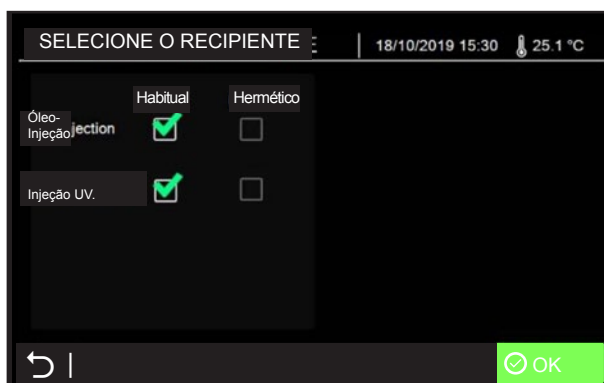 SELECIONE O RECIPIENTE
18/10/2019 15:30
25.1 °C
Habitual Hermético
Óleo-
Injeção jection
Injeção UV.
OK